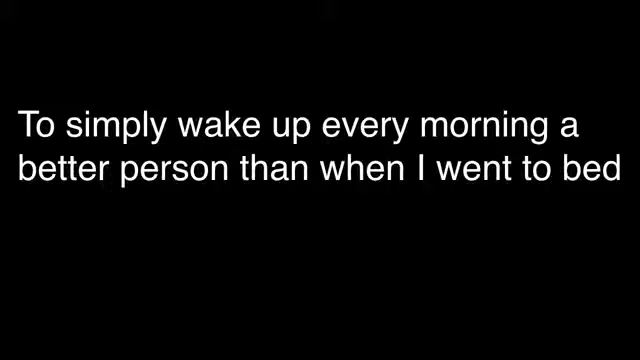 To simply wake up every morning a
better person than when I went to bed